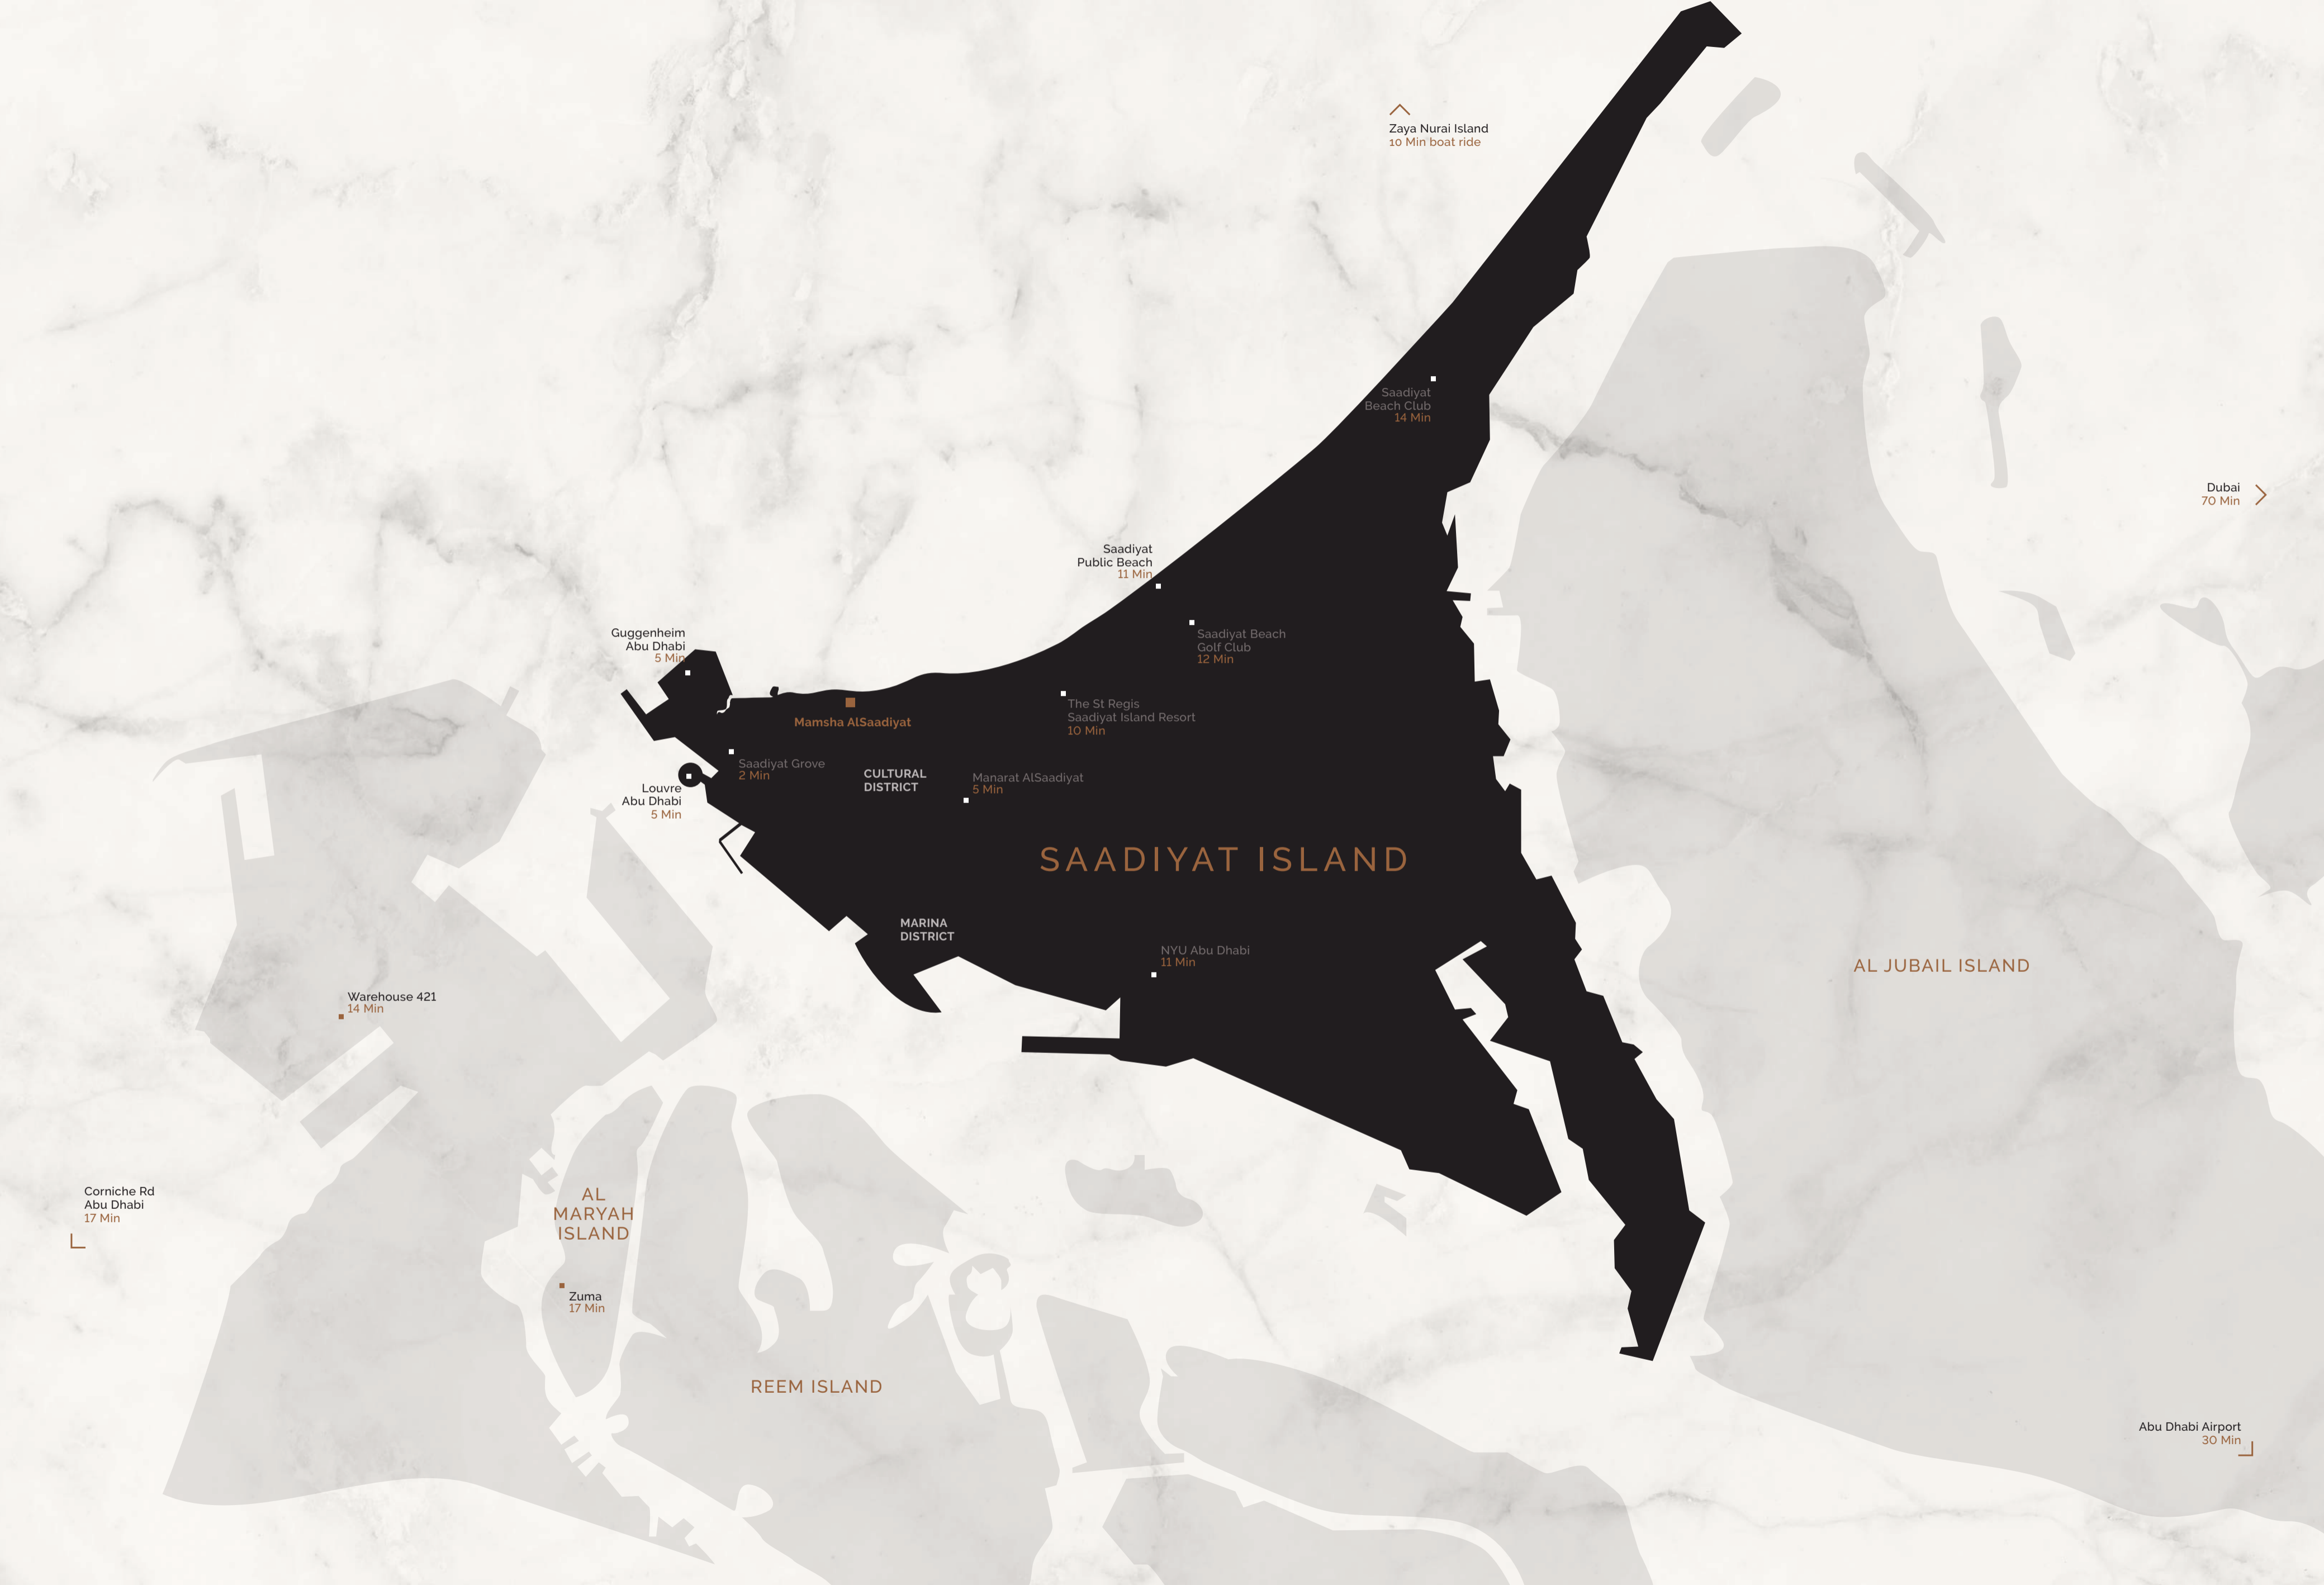 Zaya Nurai Island
10 Min boat ride
Saadiyat
Beach Club
14 Min
Dubai
70 Min
Saadiyat
Public Beach
11 Min
Guggenheim
Abu Dhabi
5 Min
Saadiyat Beach
Golf Club
12 Min
Mamsha AlSaadiyat
The St Regis
Saadiyat Island Resort
10 Min
Saadiyat Grove
2 Min
CULTURAL
DISTRICT
Manarat AlSaadiyat
5 Min
Louvre
Abu Dhabi
5 Min
SAADIYAT ISLAND
MARINA
DISTRICT
NYU Abu Dhabi
11 Min
AL JUBAIL ISLAND
Warehouse 421
14 Min
Corniche Rd
Abu Dhabi
17 Min
AL
MARYAH
ISLAND
Zuma
17 Min
REEM ISLAND
Abu Dhabi Airport
30 Min